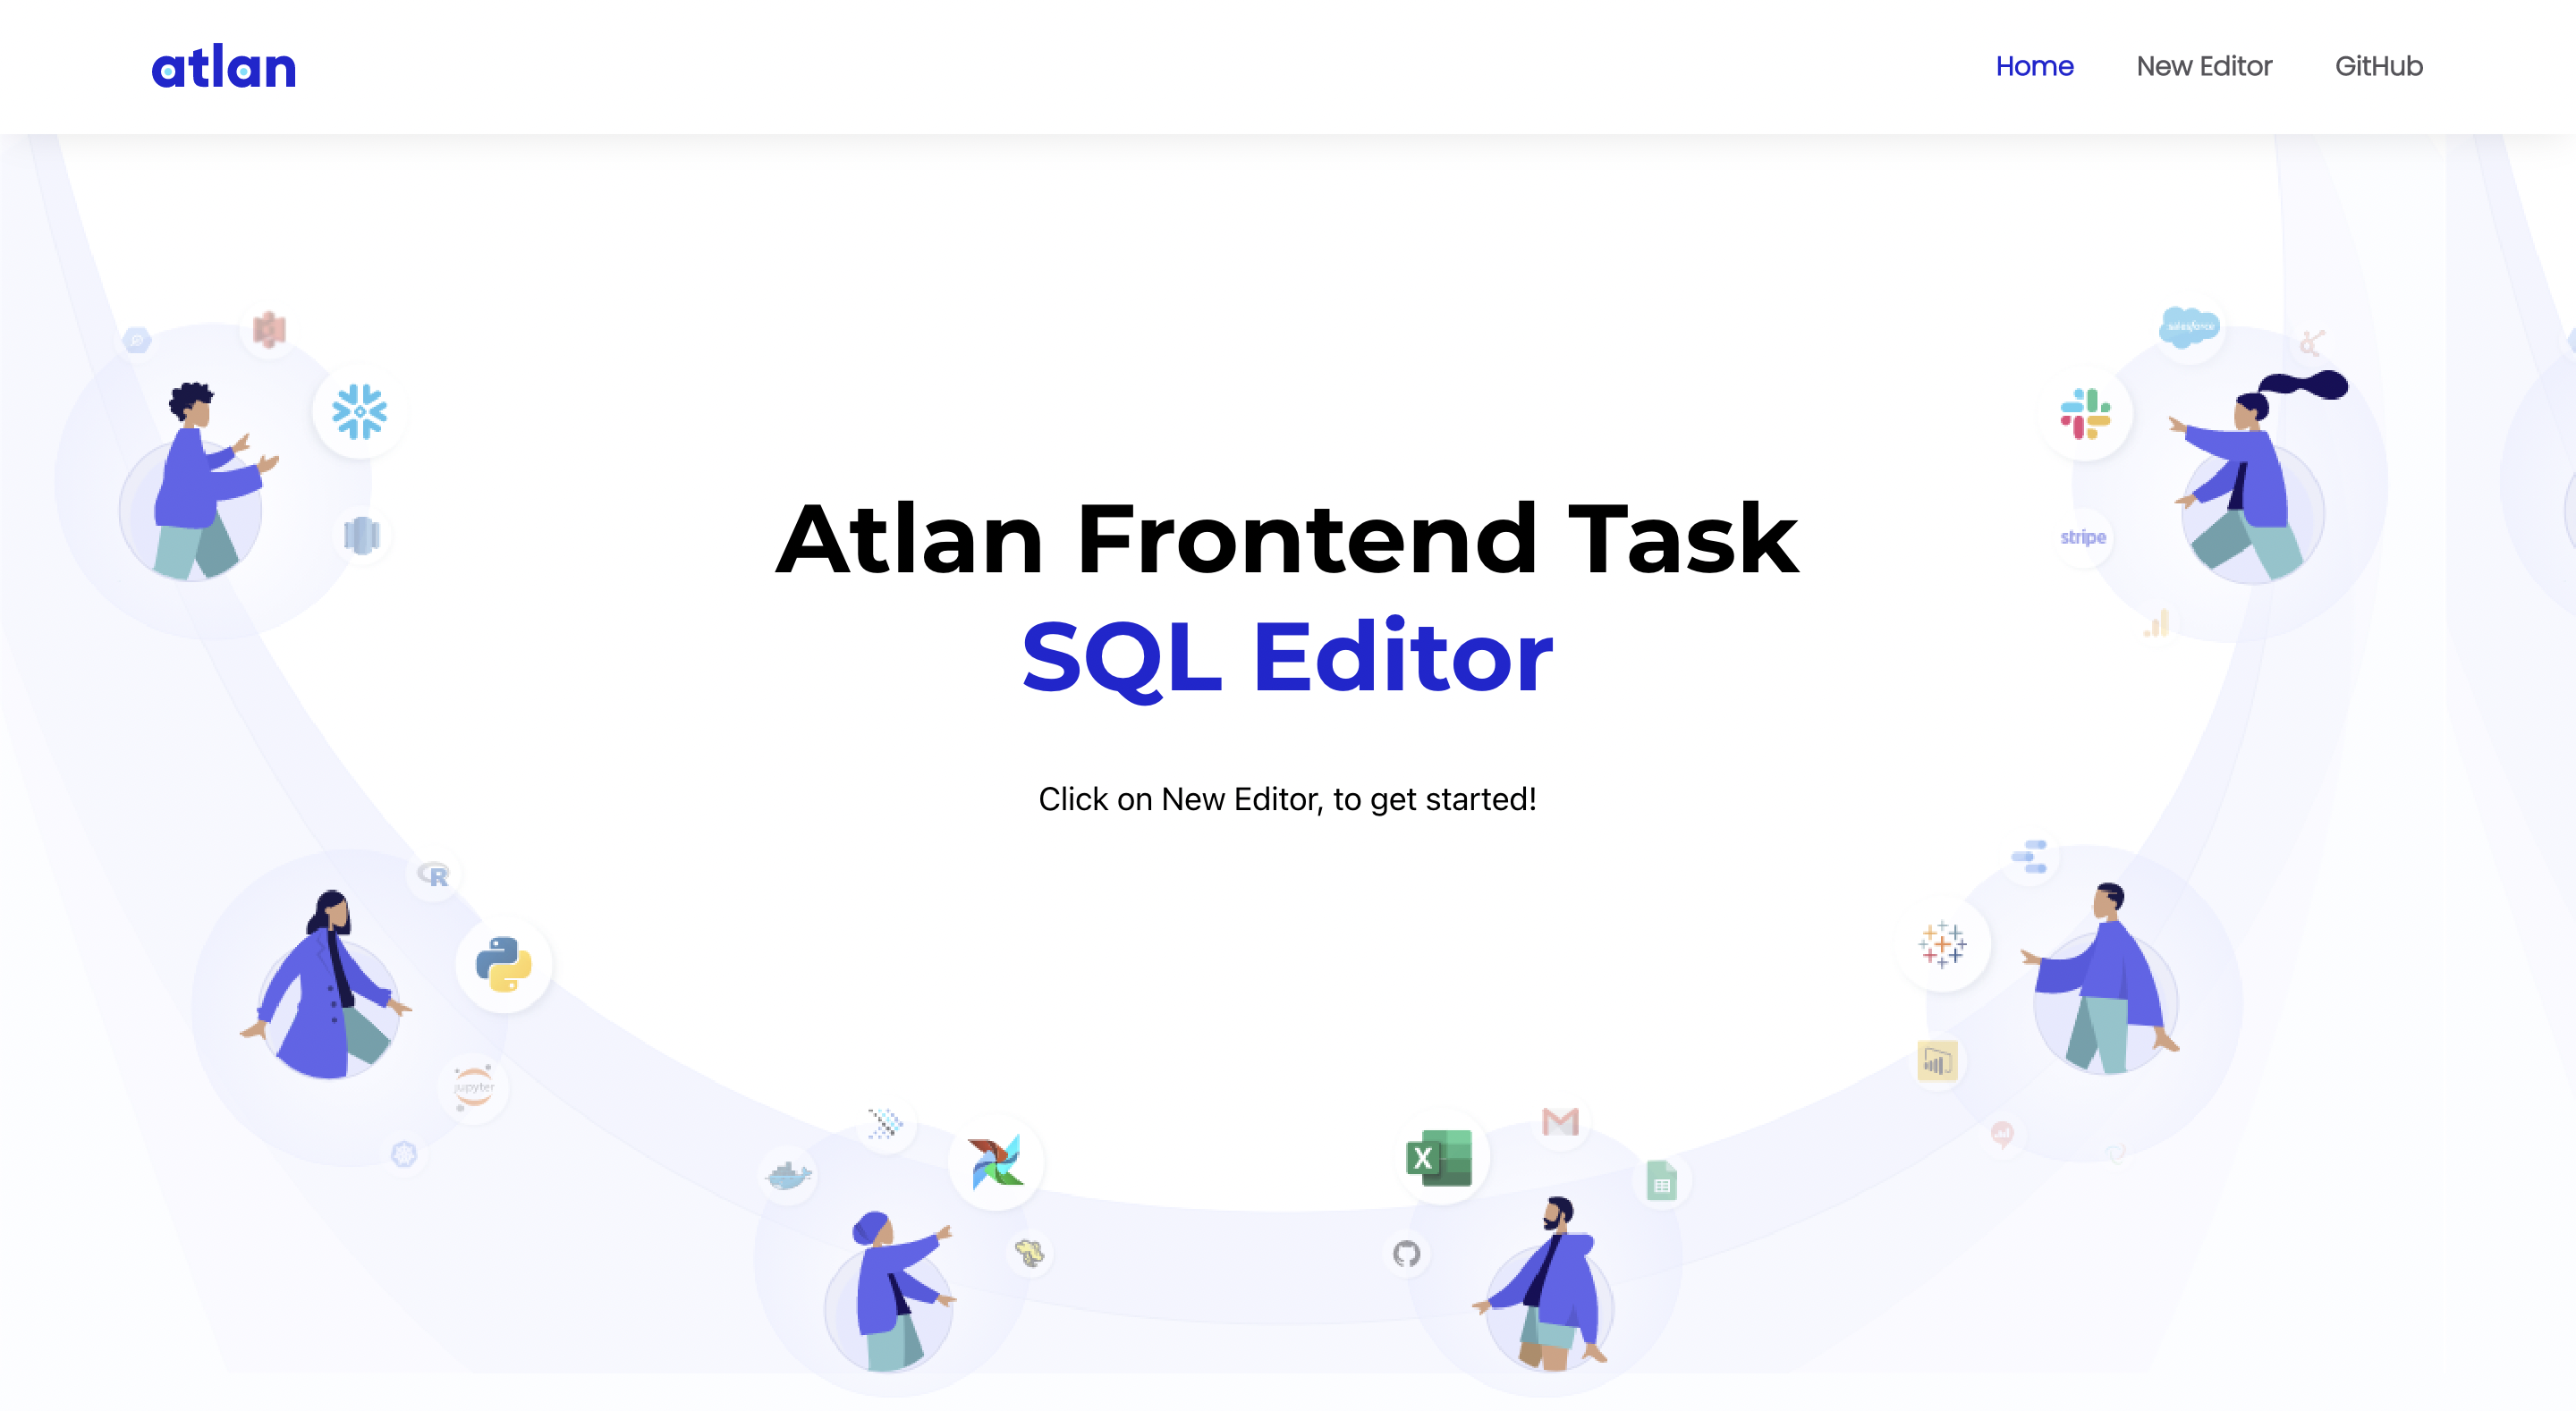 atlan
Home
New Editor
GitHub
salesforce
Atlan Frontend Task
stripe
SQL Editor
Click on New Editor, to get started!
R
jupyter
X